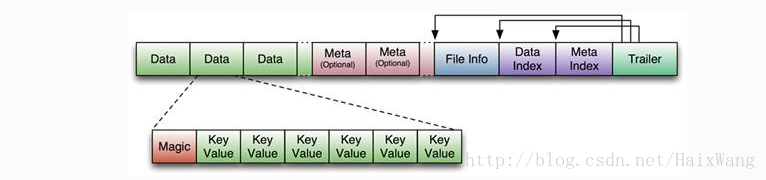 Data
Data
Data
Meta
(Optional)
Meta
(Optional)
File Info
Data
Index
Meta
Index
Trailer
Magic
Key
Value
Key
Value
Key
Value
Key
Value
Key
Value
Key
Value
http://blog.csdn.net/HaixWang